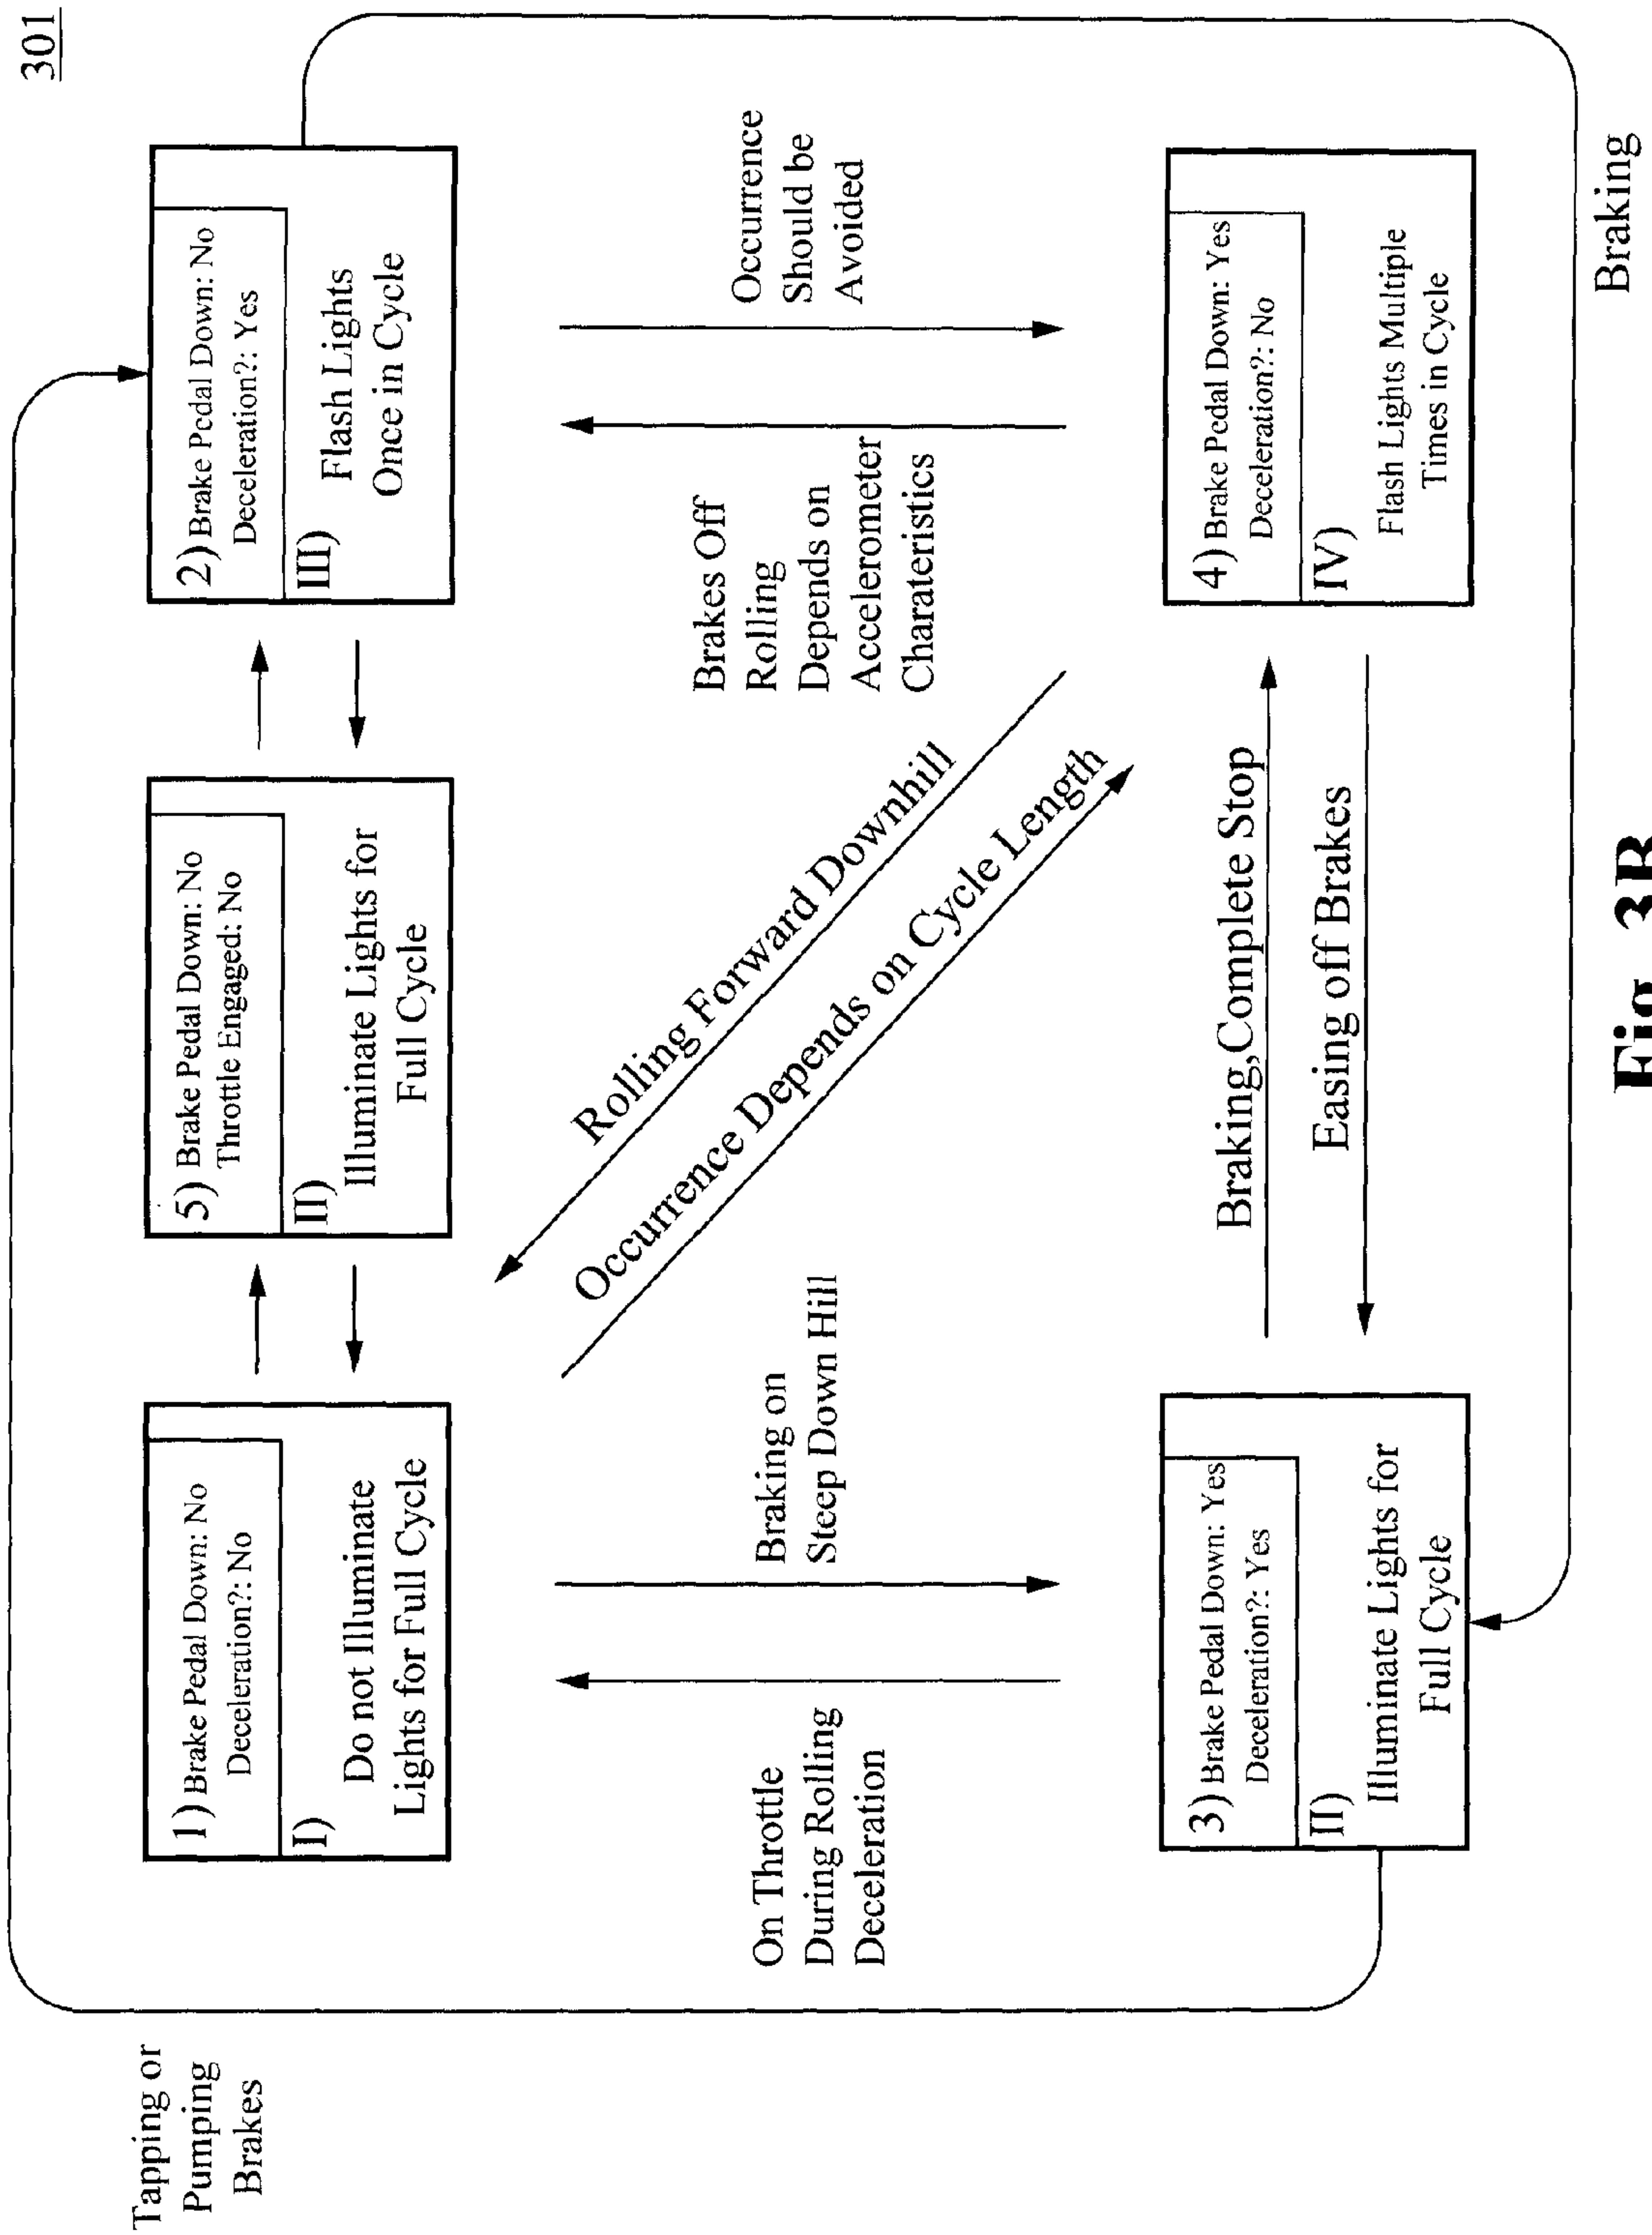 301
Tapping or
Pumping
Brakes
1) Brake Pedal Down: No
Deceleration?: No
I)
Do not Illuminate
Lights for Full Cycle
5) Brake Pedal Down: No
Throttle Engaged: No
II)
Illuminate Lights for
Full Cycle
2) Brake Pedal Down: No
Deceleration?: Yes
III)
Flash Lights
Once in Cycle
On Throttle
During Rolling
Deceleration
Braking on
Steep Down Hill
Rolling Forward Downhill
Occurrence Depends on Cycle Length
Brakes Off
Rolling
Depends on
Accelerometer
Charateristics
Occurrence
Should be
Avoided
3) Brake Pedal Down: Yes
Deceleration?: Yes
II)
Illuminate Lights for
Full Cycle
Braking,Complete Stop
Easing off Brakes
4) Brake Pedal Down: Yes
Deceleration?: No
IV)
Flash Lights Multiple
Times in Cycle
Braking
Fig. 3B